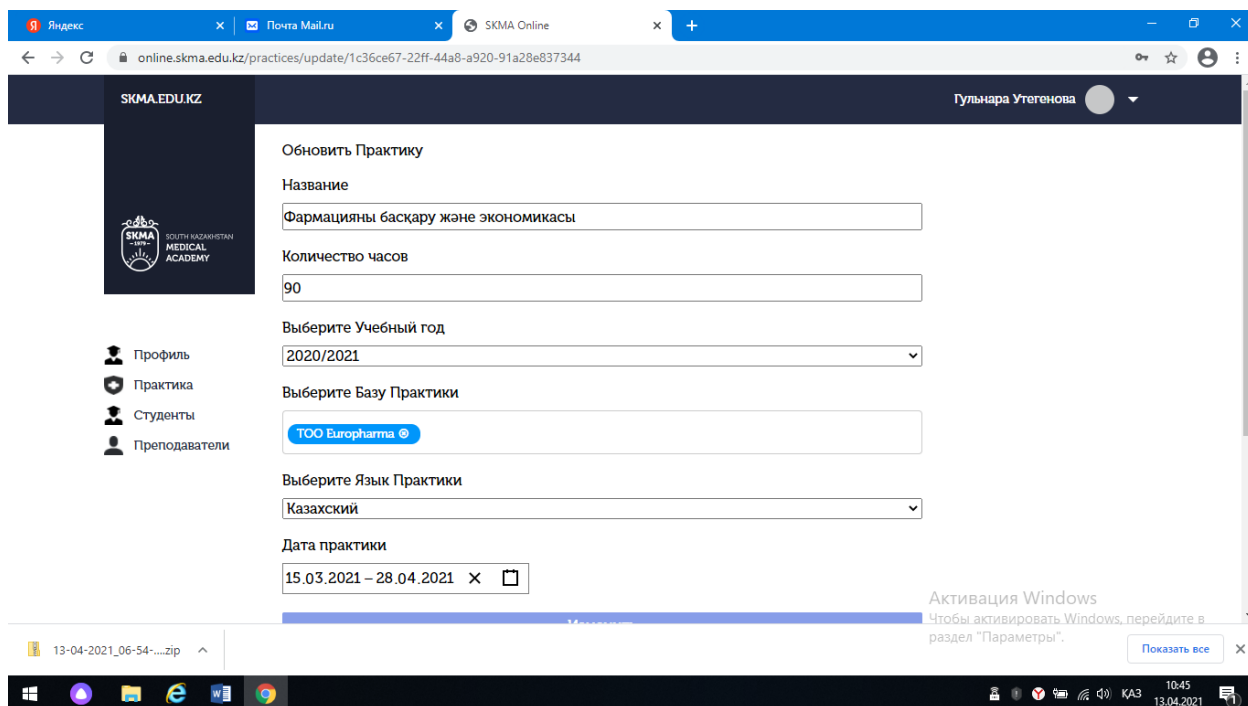 Яндекс
Почта Mail.ru
SKMA Online
online.skma.edu.kz/practices/update/1c36ce67-22ff-44a8-a920-91a28e837344
SKMA.EDU.KZ
Гульнара Утегенова
SKMA
-1979-
SOUTH KAZAKHSTAN
MEDICAL
ACADEMY
Профиль
Практика
Студенты
Преподаватели
Обновить Практику
Название
Фармацияны басқару және экономикасы
Количество часов
90
Выберите Учебный год
2020/2021
Выберите Базу Практики
ТОО Europharma
Выберите Язык Практики
Казахский
Дата практики
15.03.2021 – 28.04.2021
Активация Windows
Чтобы активировать Windows, перейдите в
раздел "Параметры".
13-04-2021_06-54-....zip
Показать все
ҚАЗ
10:45
13.04.2021